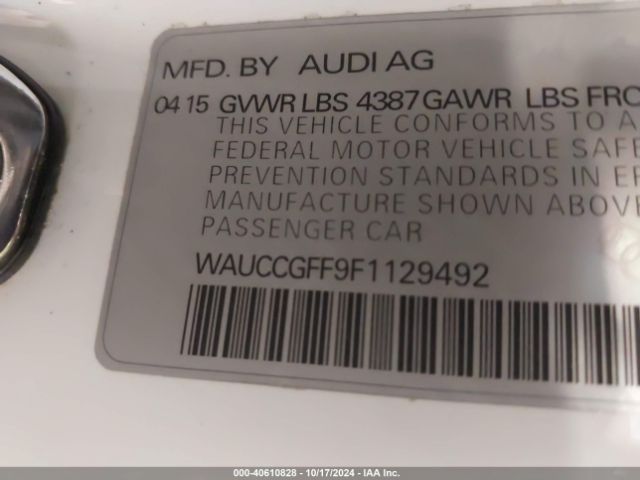 MFD. BY AUDI AG
04 15 GVWR LBS 4387 GAWR LBS FRO
THIS VEHICLE CONFORMS TO A
FEDERAL MOTOR VEHICLE SAFE
PREVENTION STANDARDS IN EF
MANUFACTURE SHOWN ABOVE
PASSENGER CAR
WAUCCGFF9F1129492
000-40610828 - 10/17/2024 - IAA Inc.